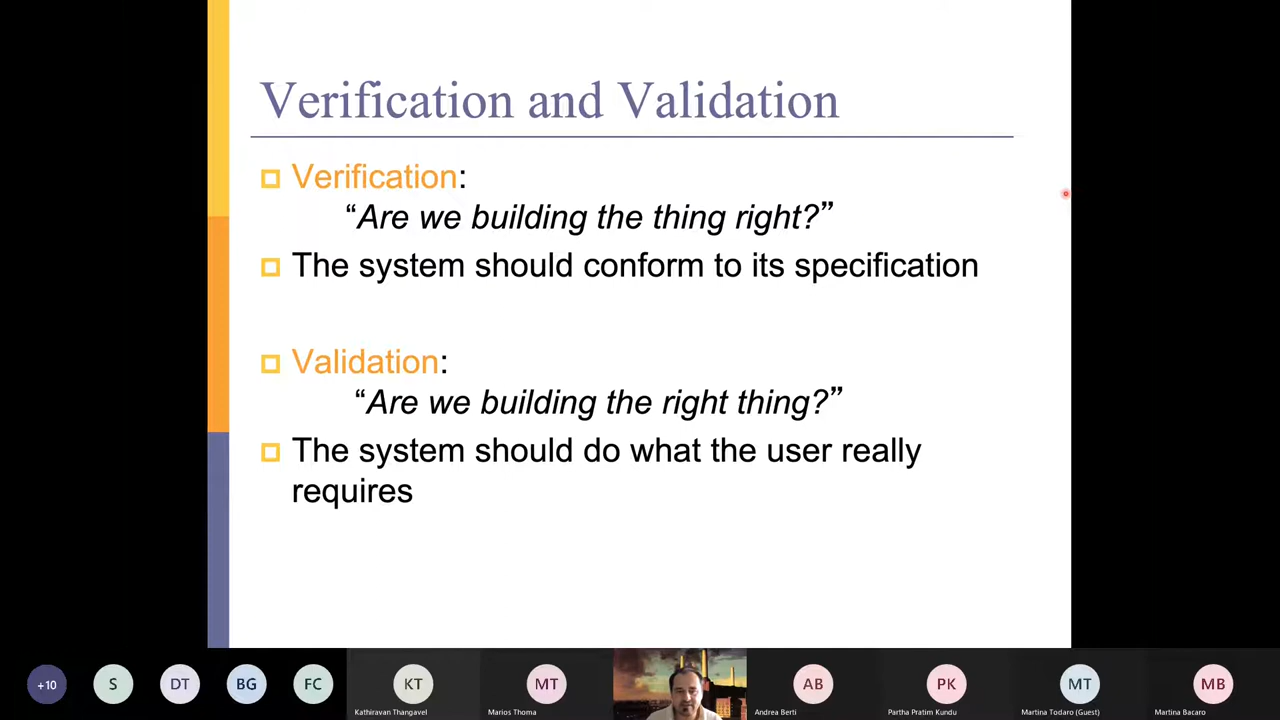 Verification and Validation
Verification:
“Are we building the thing right?”
The system should conform to its specification
Validation:
“Are we building the right thing?”
The system should do what the user really
requires
+10
S
DT
BG
FC
KT
MT
AB
PK
MT
MB
Kathiravan Thangavel
Marios Thoma
Andrea Berti
Partha Pratim Kundu
Martina Todaro (Guest)
Martina Bacaro